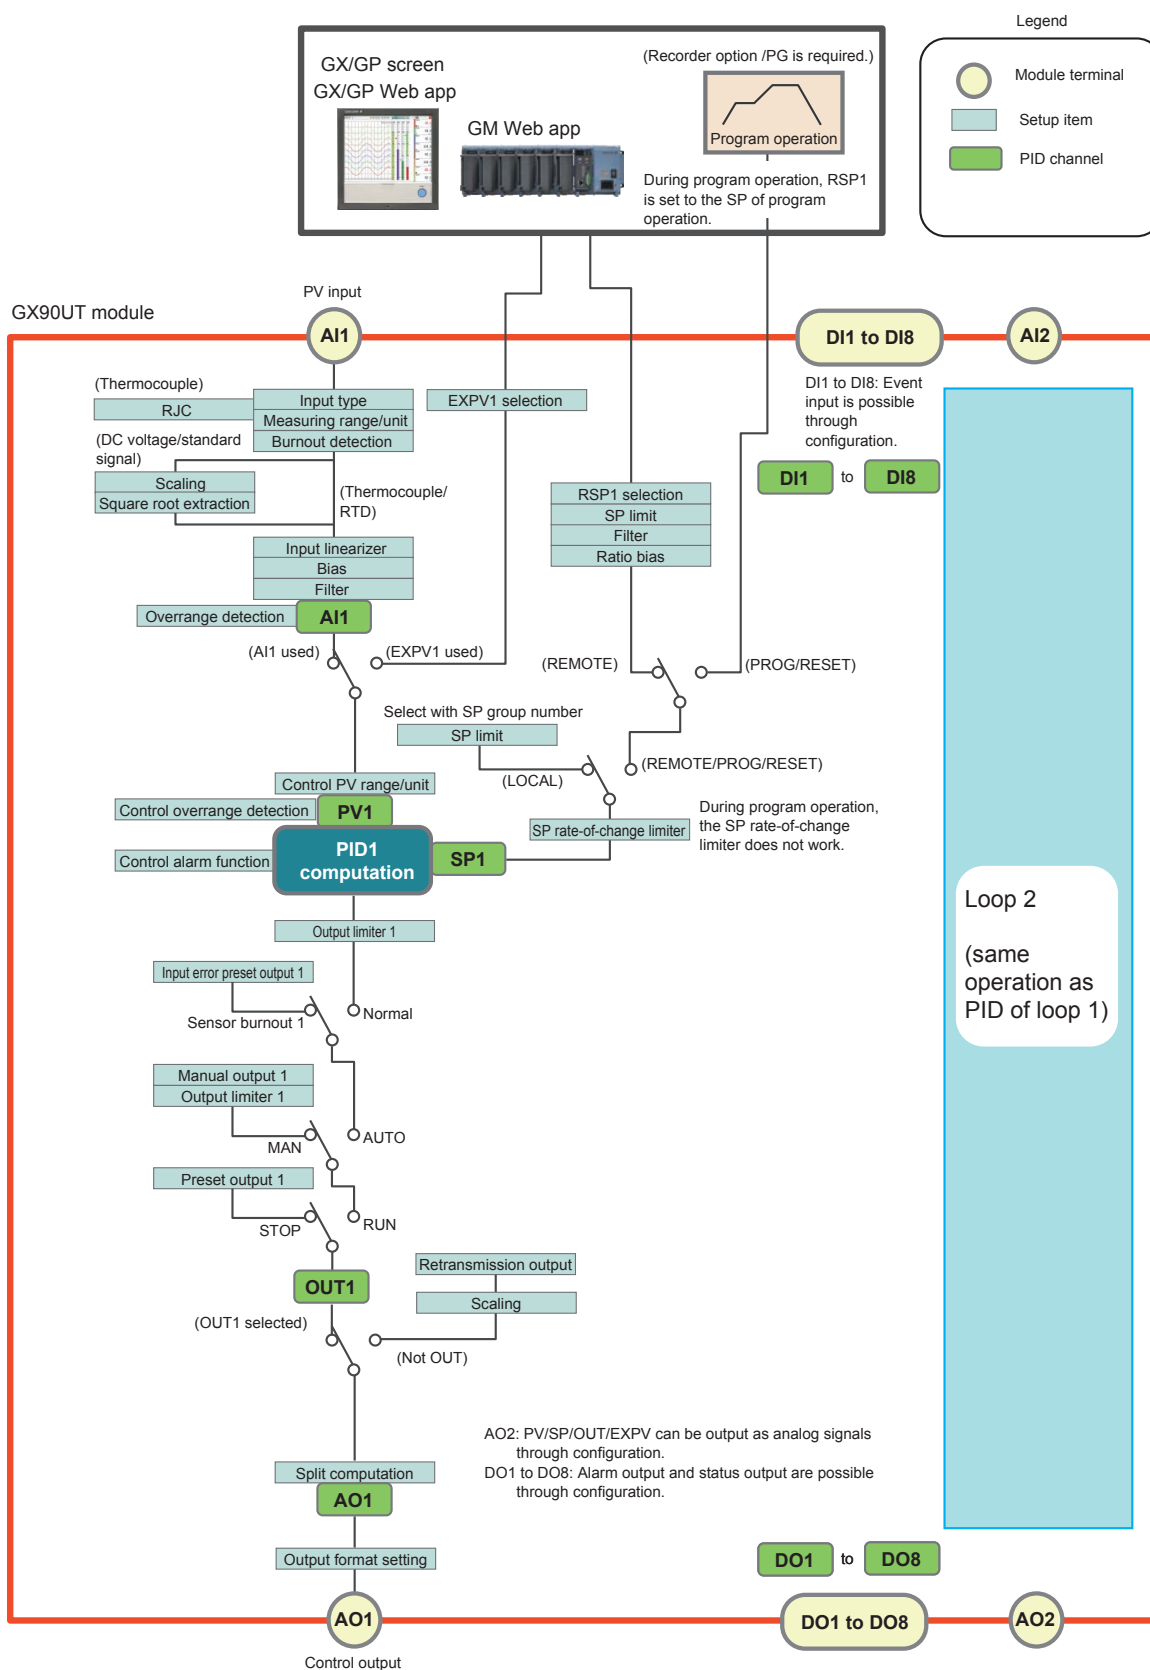 Legend
(Recorder option /PG is required.)
GX/GP screen
GX/GP Web app
GM Web app
Program operation
During program operation, RSP1
is set to the SP of program
operation.
Module terminal
Setup item
PID channel
GX90UT module
PV input
AI1
DI1 to DI8
AI2
(Thermocouple)
RJC
Input type
Measuring range/unit
Burnout detection
EXPV1 selection
DI1 to DI8: Event
input is possible
through
configuration.
DI1
to
DI8
(DC voltage/standard
signal)
Scaling
Square root extraction
(Thermocouple/
RTD)
RSP1 selection
SP limit
Filter
Ratio bias
Input linearizer
Bias
Filter
Overrange detection
AI1
(AI1 used)
(EXPV1 used)
(REMOTE)
(PROG/RESET)
Select with SP group number
SP limit
(LOCAL)
(REMOTE/PROG/RESET)
Control PV range/unit
Control overrange detection
PV1
SP rate-of-change limiter
During program operation,
the SP rate-of-change
limiter does not work.
Control alarm function
PID1
computation
SP1
Loop 2
(same
operation as
PID of loop 1)
Output limiter 1
Input error preset output 1
Sensor burnout 1
Normal
Manual output 1
Output limiter 1
MAN
AUTO
Preset output 1
STOP
RUN
OUT1
Retransmission output
Scaling
(OUT1 selected)
(Not OUT)
AO2: PV/SP/OUT/EXPV can be output as analog signals
through configuration.
DO1 to DO8: Alarm output and status output are possible
through configuration.
Split computation
AO1
Output format setting
DO1
to
DO8
AO1
DO1 to DO8
AO2
Control output